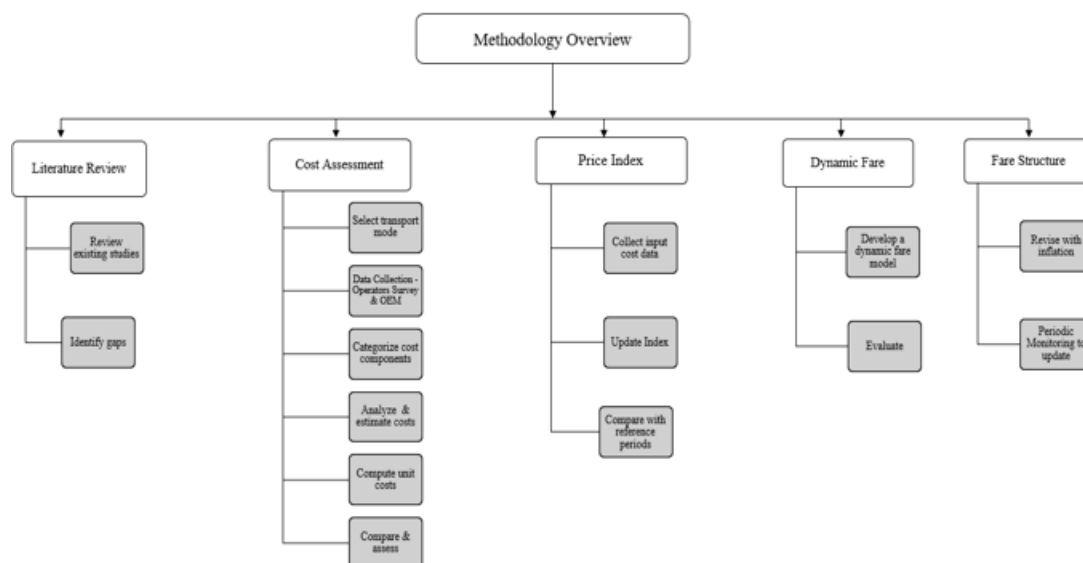 Methodology Overview
Literature Review
Review
existing studies
Identify gaps
Cost Assessment
Select transport
mode
Data Collection -
Operators Survey
& OEM
Categorize cost
components
Analyze & 
estimate costs
Compute unit
costs
Compare &
assess
Price Index
Collect input
cost data
Update Index
Compare with
reference
periods
Dynamic Fare
Develop a
dynamic fare
model
Evaluate
Fare Structure
Revise with
inflation
Periodic
Monitoring to
update